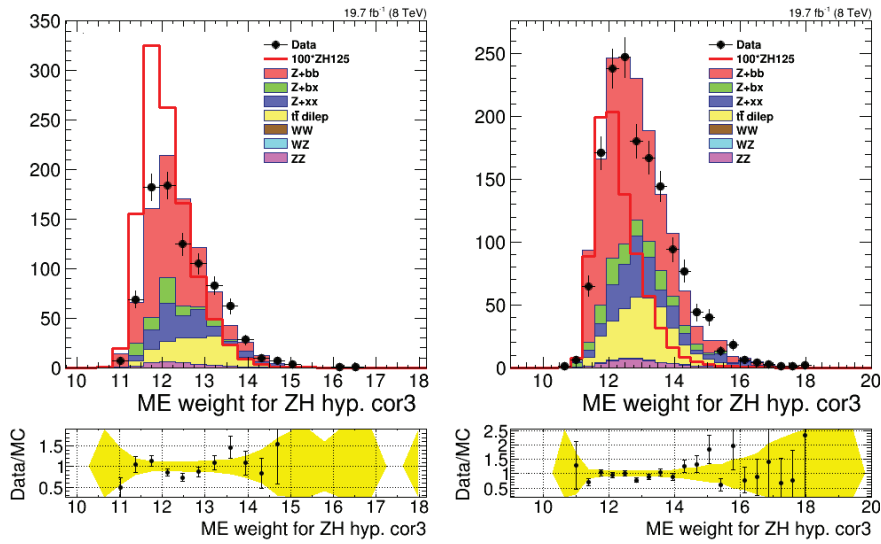 19.7 fb⁻¹ (8 TeV)
350
300
250
200
150
100
50
0
Data
100*ZH125
Z+bb
Z+bx
Z+xx
tt̄ dilep
WW
WZ
ZZ
10 11 12 13 14 15 16 17 18
ME weight for ZH hyp. cor3
Data/MC
1.5
1
0.5
10 11 12 13 14 15 16 17 18
ME weight for ZH hyp. cor3
19.7 fb⁻¹ (8 TeV)
250
200
150
100
50
0
Data
100*ZH125
Z+bb
Z+bx
Z+xx
tt̄ dilep
WW
WZ
ZZ
10 12 14 16 18 20
ME weight for ZH hyp. cor3
Data/MC
2.5
2
1.5
1
0.5
10 12 14 16 18 20
ME weight for ZH hyp. cor3